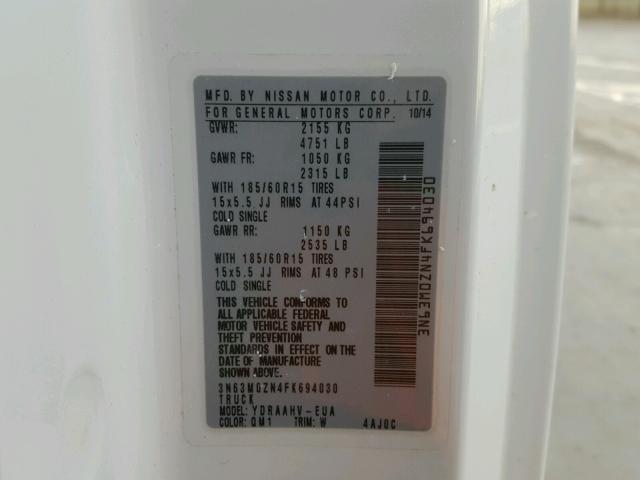 MFD. BY NISSAN MOTOR CO., LTD.
FOR GENERAL MOTORS CORP. 10/14
GVWR: 2155 KG
4751 LB
GAWR FR: 1050 KG
2315 LB
WITH 185/60R15 TIRES
15x5.5 JJ RIMS AT 44PSI
COLD SINGLE
GAWR RR: 1150 KG
2535 LB
WITH 185/60R15 TIRES
15x5.5 JJ RIMS AT 48 PSI
COLD SINGLE
THIS VEHICLE CONFORMS TO
ALL APPLICABLE FEDERAL
MOTOR VEHICLE SAFETY AND
THEFT PREVENTION
STANDARDS IN EFFECT ON
THE DATE OF MANUFACTURE
SHOWN ABOVE.
3N63M0ZN4FK694030
TRUCK
MODEL: YDRAAHV-EUA
COLOR: QM1 TRIM: W 4AJ0C
3N63M0ZN4FK694030